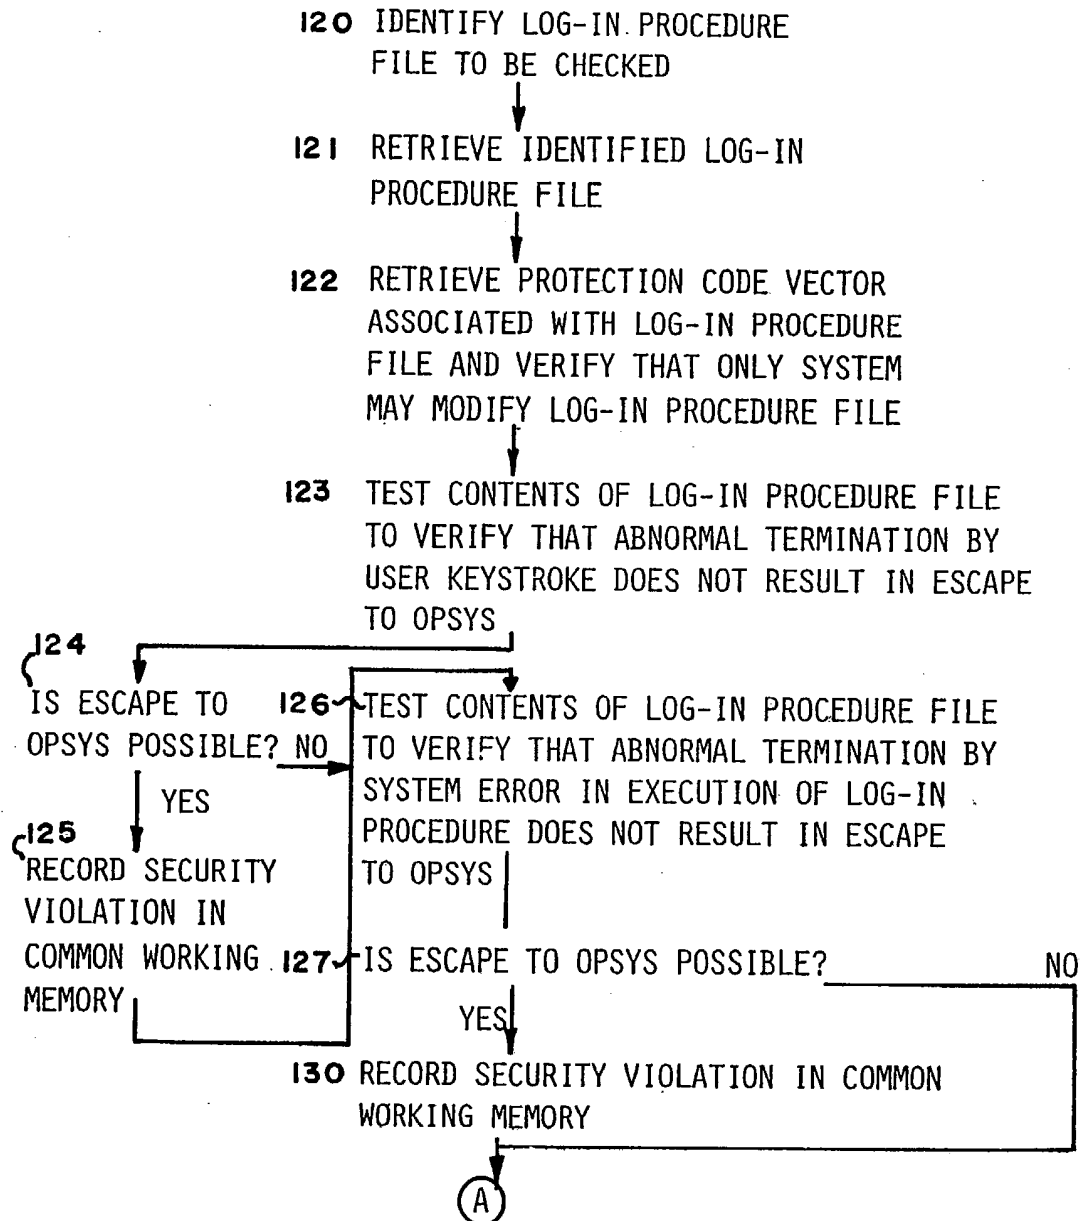 120 IDENTIFY LOG-IN PROCEDURE
FILE TO BE CHECKED
121 RETRIEVE IDENTIFIED LOG-IN
PROCEDURE FILE
122 RETRIEVE PROTECTION CODE VECTOR
ASSOCIATED WITH LOG-IN PROCEDURE
FILE AND VERIFY THAT ONLY SYSTEM
MAY MODIFY LOG-IN PROCEDURE FILE
123 TEST CONTENTS OF LOG-IN PROCEDURE FILE
TO VERIFY THAT ABNORMAL TERMINATION BY
USER KEYSTROKE DOES NOT RESULT IN ESCAPE
TO OPSYS
124
IS ESCAPE TO
OPSYS POSSIBLE? NO
YES
125
RECORD SECURITY
VIOLATION IN
COMMON WORKING
MEMORY
126 TEST CONTENTS OF LOG-IN PROCEDURE FILE
TO VERIFY THAT ABNORMAL TERMINATION BY
SYSTEM ERROR IN EXECUTION OF LOG-IN
PROCEDURE DOES NOT RESULT IN ESCAPE
TO OPSYS
127 IS ESCAPE TO OPSYS POSSIBLE? NO
YES
130 RECORD SECURITY VIOLATION IN COMMON
WORKING MEMORY
A